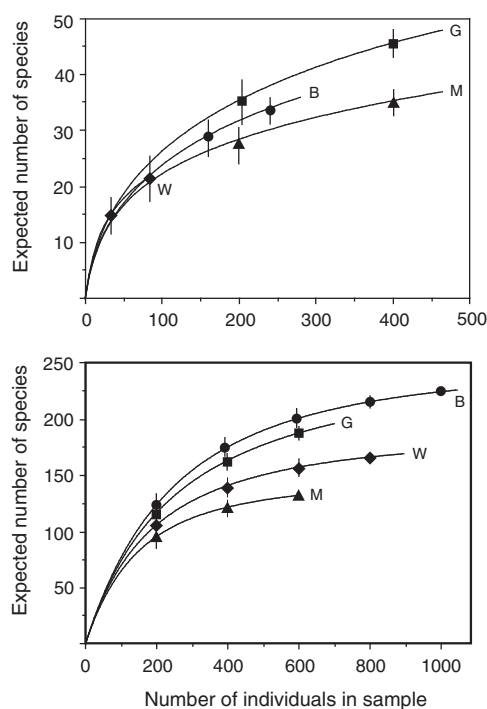 Expected number of species
50
40
30
20
10
0
100
200
300
400
500
G
B
M
W
Expected number of species
250
200
150
100
50
0
200
400
600
800
1000
B
G
W
M
Number of individuals in sample